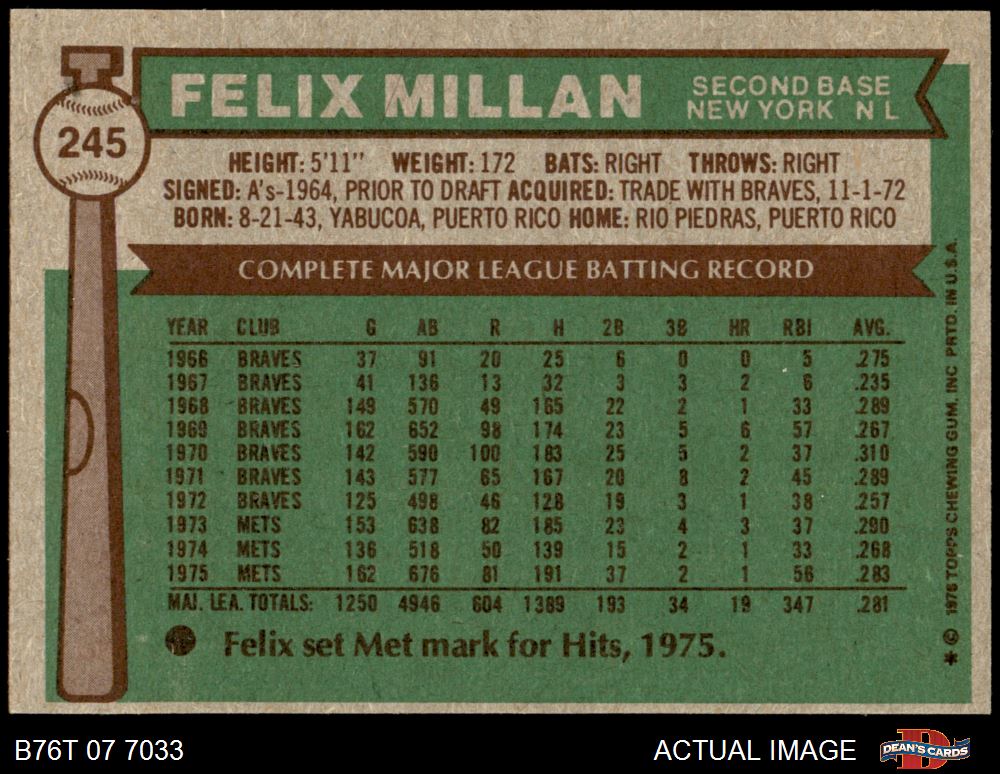 245
FELIX MILLAN
SECOND BASE
NEW YORK N L
HEIGHT: 5'11" WEIGHT: 172 BATS: RIGHT THROWS: RIGHT
SIGNED: A's-1964, PRIOR TO DRAFT ACQUIRED: TRADE WITH BRAVES, 11-1-72
BORN: 8-21-43, YABUCOA, PUERTO RICO HOME: RIO PIEDRAS, PUERTO RICO
COMPLETE MAJOR LEAGUE BATTING RECORD
YEAR CLUB G AB R H 2B 3B HR RBI AVG.
1966 BRAVES 37 91 20 25 6 0 0 5 .275
1967 BRAVES 41 136 13 32 3 3 2 6 .235
1968 BRAVES 149 570 49 165 22 2 1 33 .289
1969 BRAVES 162 652 98 174 23 5 6 57 .267
1970 BRAVES 142 590 100 183 25 5 2 37 .310
1971 BRAVES 143 577 65 167 20 8 2 45 .289
1972 BRAVES 125 498 46 128 19 3 1 38 .257
1973 METS 153 638 82 185 23 4 3 37 .290
1974 METS 136 518 50 139 15 2 1 33 .268
1975 METS 162 676 81 191 37 2 1 56 .283
MAJ. LEA. TOTALS: 1250 4946 604 1389 193 34 19 347 .281
Felix set Met mark for Hits, 1975.
* © 1976 TOPPS CHEWING GUM, INC PRTD. IN U.S.A.
B76T 07 7033
ACTUAL IMAGE
DEAN'S CARDS